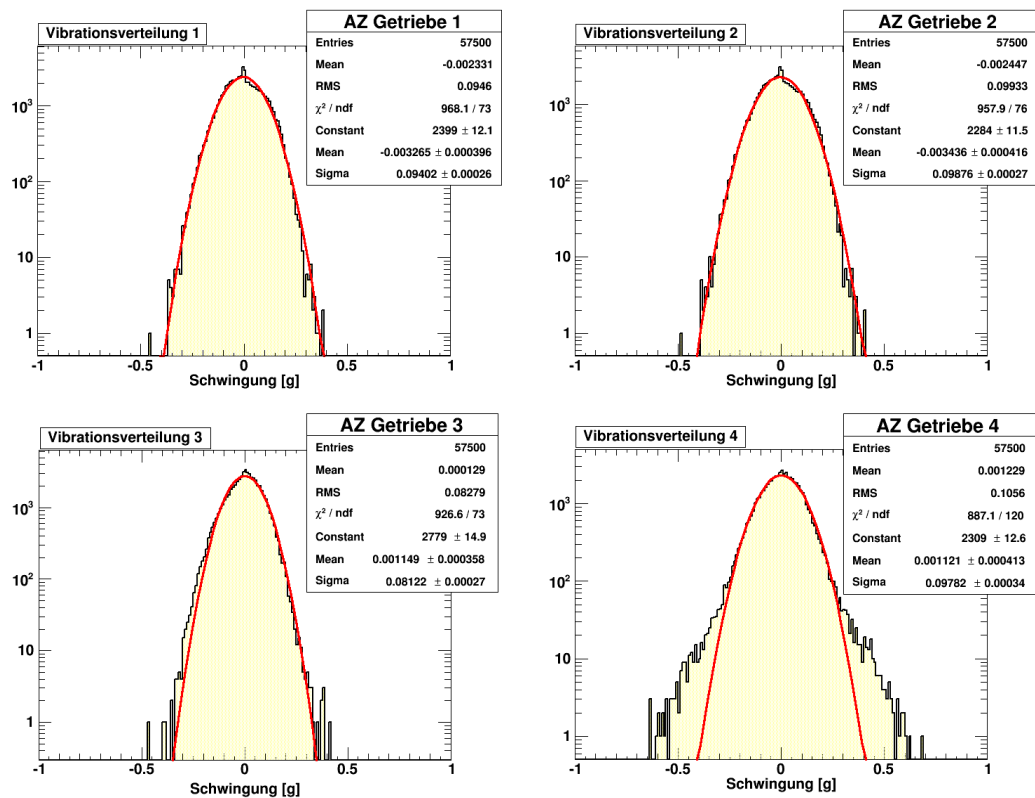 Vibrationsverteilung 1
AZ Getriebe 1
Entries 57500
Mean -0.002331
RMS 0.0946
χ² / ndf 968.1 / 73
Constant 2399 ± 12.1
Mean -0.003265 ± 0.000396
Sigma 0.09402 ± 0.00026
10³
10²
10
1
-1 -0.5 0 0.5 1
Schwingung [g]
Vibrationsverteilung 2
AZ Getriebe 2
Entries 57500
Mean -0.002447
RMS 0.09933
χ² / ndf 957.9 / 76
Constant 2284 ± 11.5
Mean -0.003436 ± 0.000416
Sigma 0.09876 ± 0.00027
10³
10²
10
1
-1 -0.5 0 0.5 1
Schwingung [g]
Vibrationsverteilung 3
AZ Getriebe 3
Entries 57500
Mean 0.000129
RMS 0.08279
χ² / ndf 926.6 / 73
Constant 2779 ± 14.9
Mean 0.001149 ± 0.000358
Sigma 0.08122 ± 0.00027
10³
10²
10
1
-1 -0.5 0 0.5 1
Schwingung [g]
Vibrationsverteilung 4
AZ Getriebe 4
Entries 57500
Mean 0.001229
RMS 0.1056
χ² / ndf 887.1 / 120
Constant 2309 ± 12.6
Mean 0.001121 ± 0.000413
Sigma 0.09782 ± 0.00034
10³
10²
10
1
-1 -0.5 0 0.5 1
Schwingung [g]